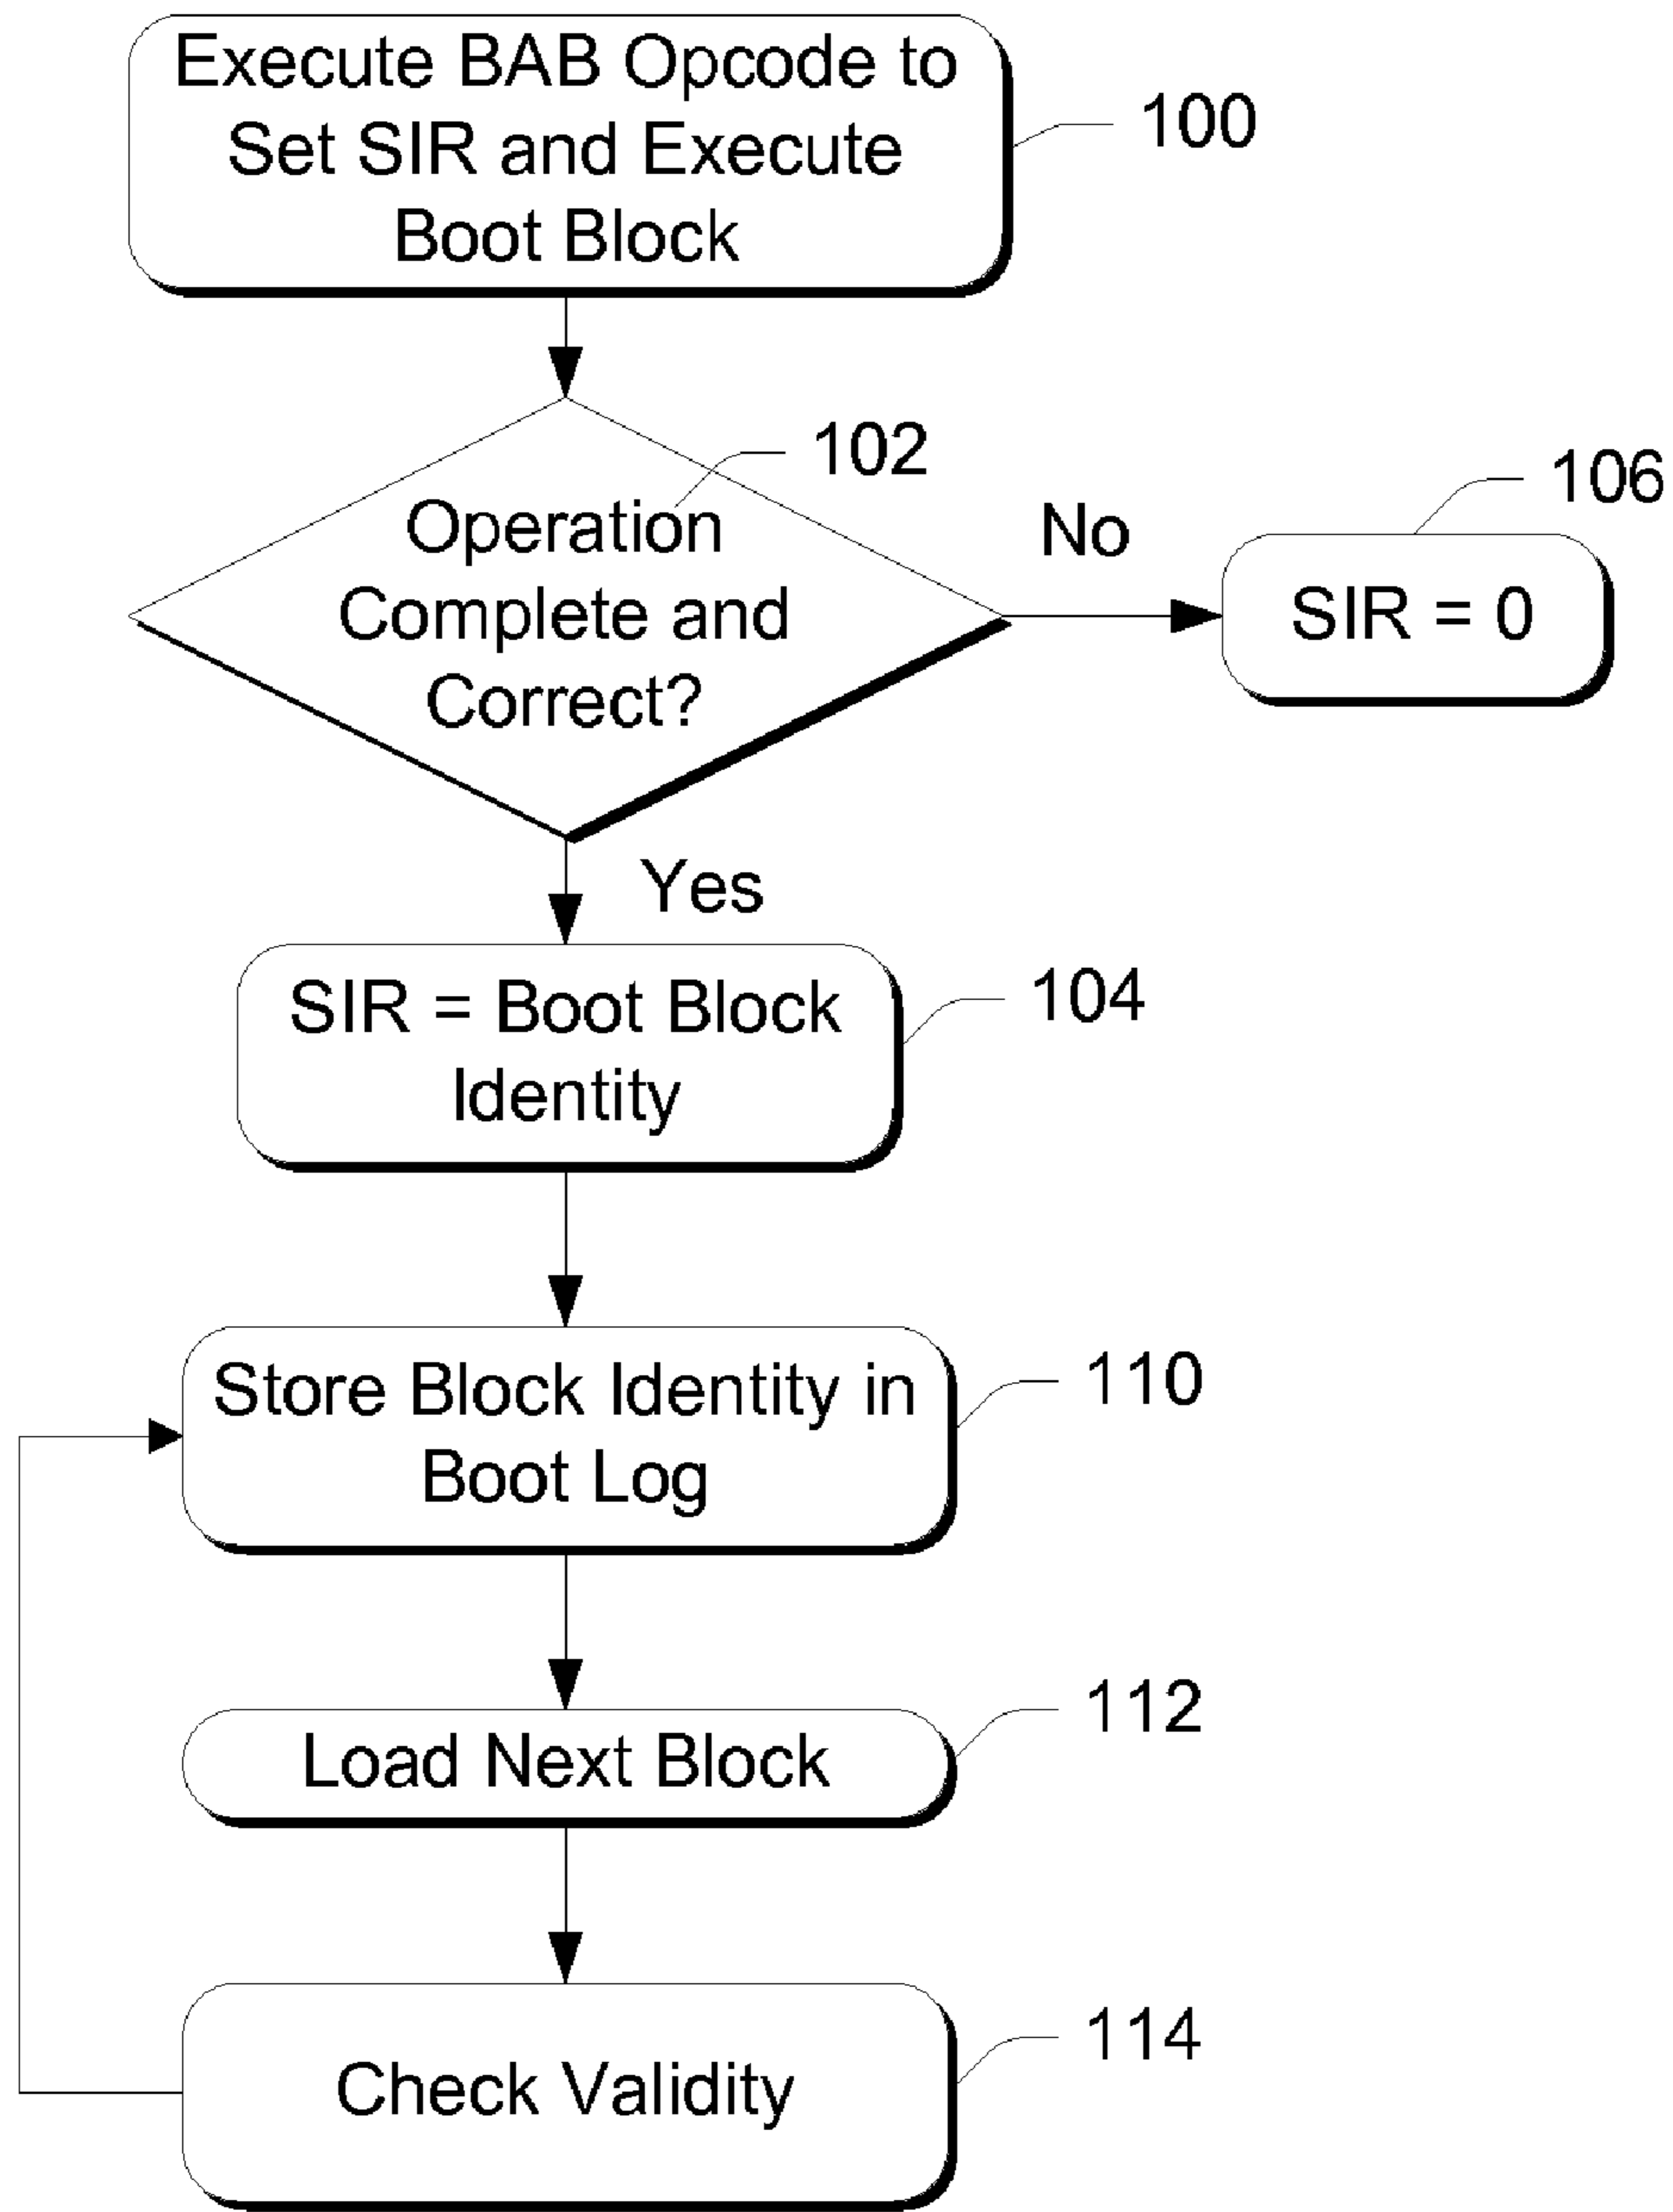 Execute BAB Opcode to
Set SIR and Execute
Boot Block
100
102
Operation
Complete and
Correct?
No
106
SIR = 0
Yes
SIR = Boot Block
Identity
104
Store Block Identity in
Boot Log
110
Load Next Block
112
Check Validity
114